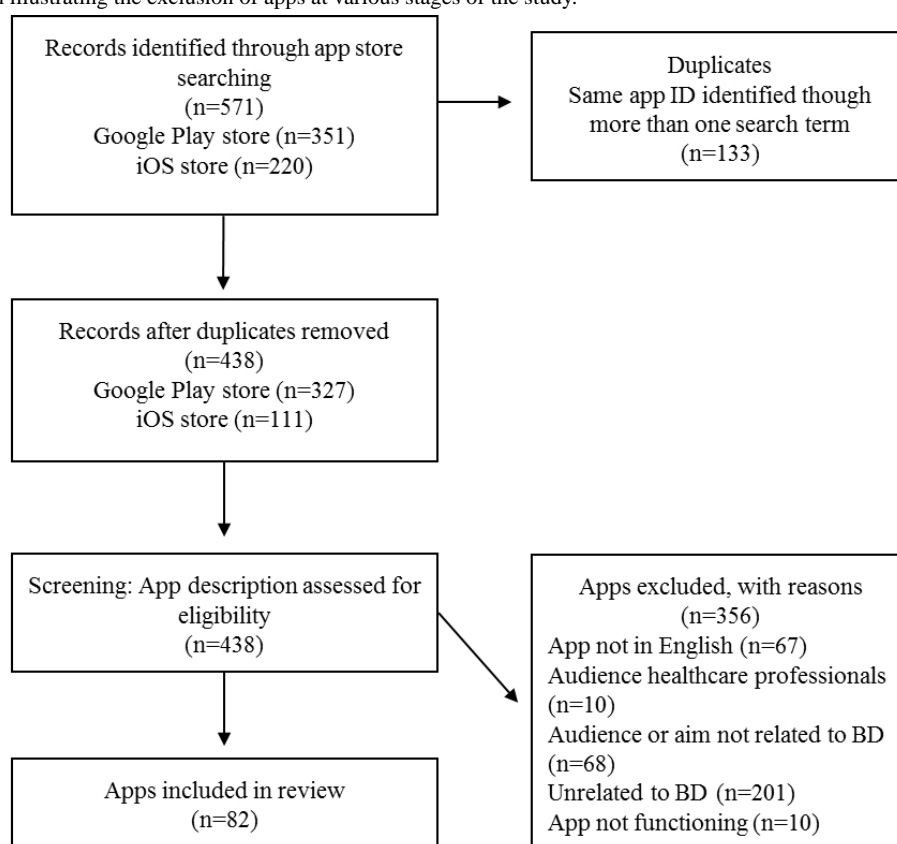 illustrating the exclusion of apps at various stages of the study.
Records identified through app store
searching
(n=571)
Google Play store (n=351)
iOS store (n=220)
Duplicates
Same app ID identified though
more than one search term
(n=133)
Records after duplicates removed
(n=438)
Google Play store (n=327)
iOS store (n=111)
Screening: App description assessed for
eligibility
(n=438)
Apps excluded, with reasons
(n=356)
App not in English (n=67)
Audience healthcare professionals
(n=10)
Audience or aim not related to BD
(n=68)
Unrelated to BD (n=201)
App not functioning (n=10)
Apps included in review
(n=82)